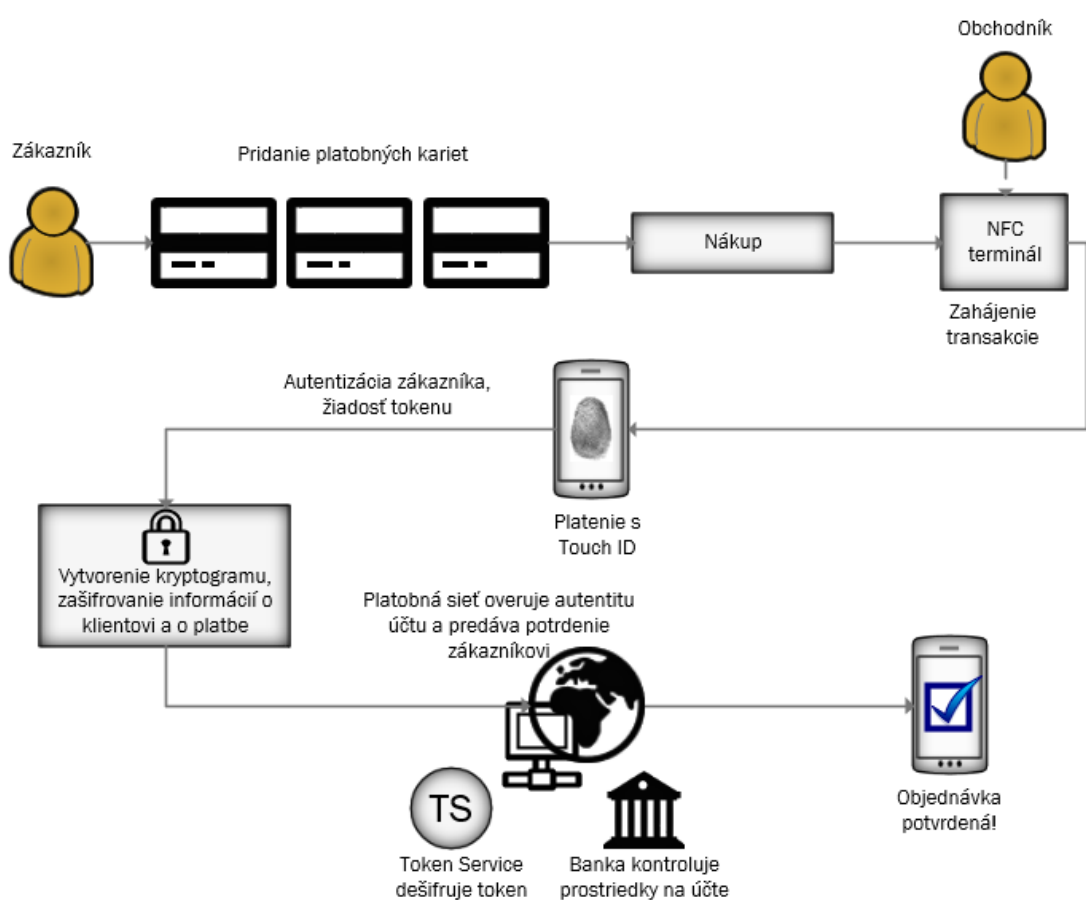 Obchodník
Zákazník
Pridanie platobných kariet
Nákup
NFC
terminál
Zahájenie
transakcie
Autentizácia zákazníka,
žiadosť tokenu
Platenie s
Touch ID
Vytvorenie kryptogramu,
zašifrovanie informácií o
klientovi a o platbe
Platobná sieť overuje autentitu
účtu a predáva potrdenie
zákazníkovi
TS
Token Service
dešifruje token
Banka kontroluje
prostriedky na účte
Objednávka
potvrdená!